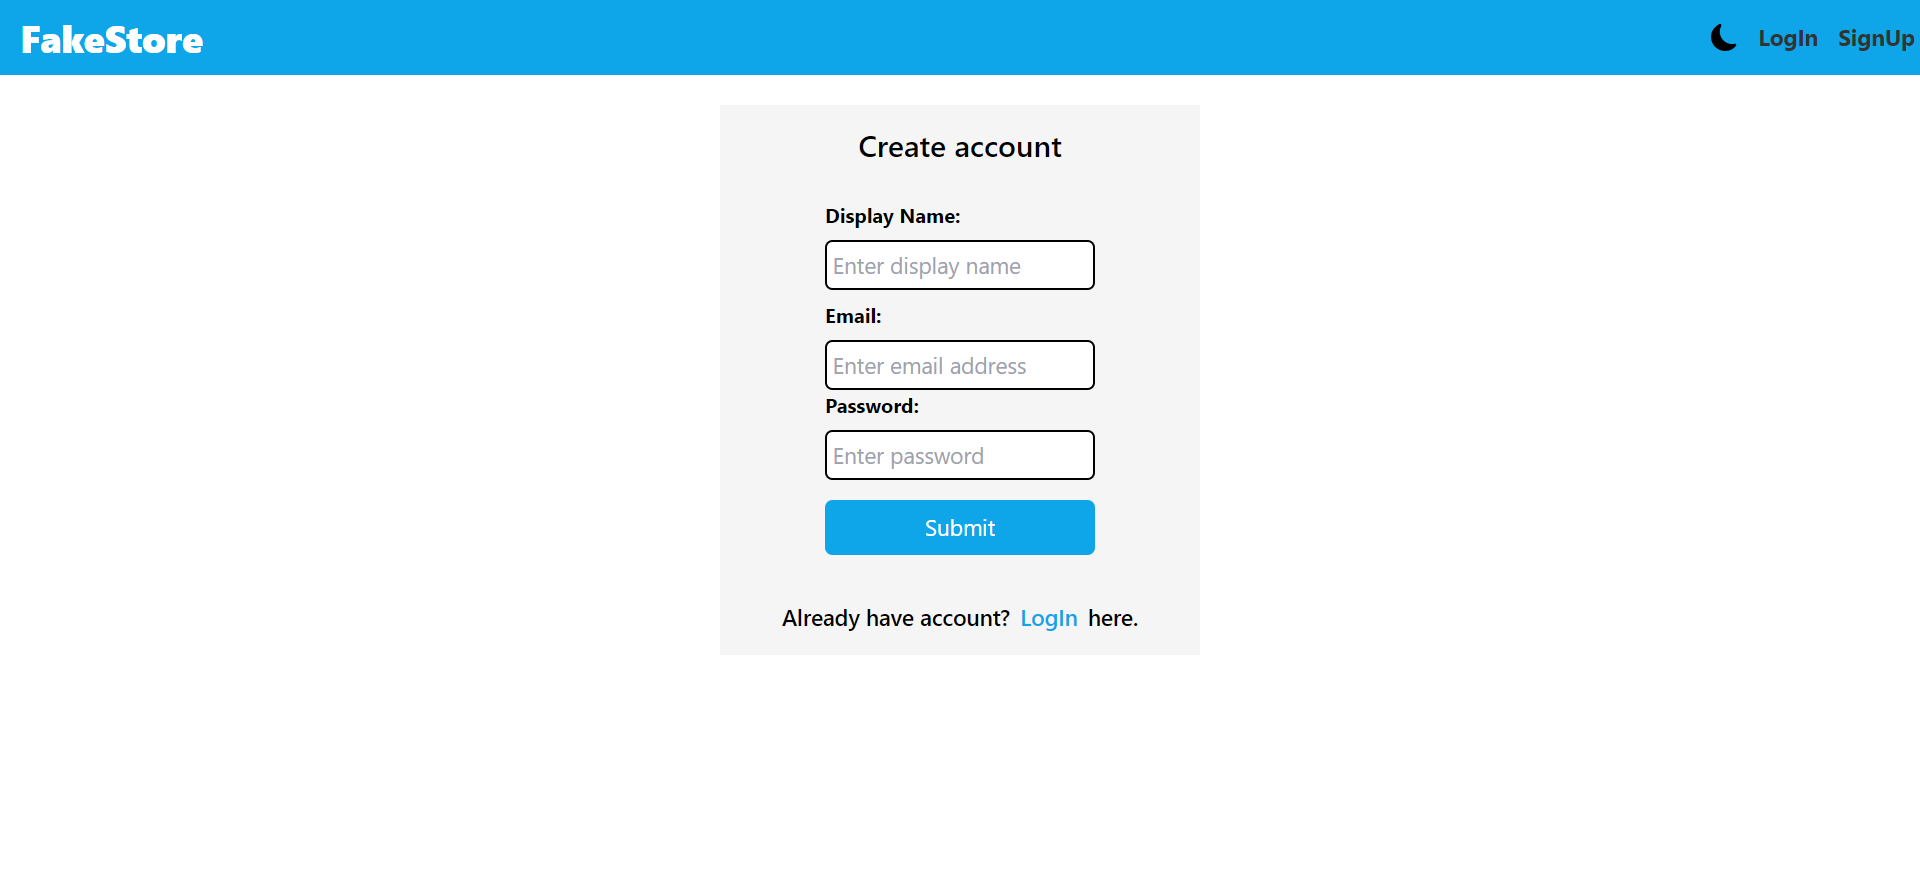 FakeStore
LogIn SignUp
Create account
Display Name:
Enter display name
Email:
Enter email address
Password:
Enter password
Submit
Already have account? LogIn here.